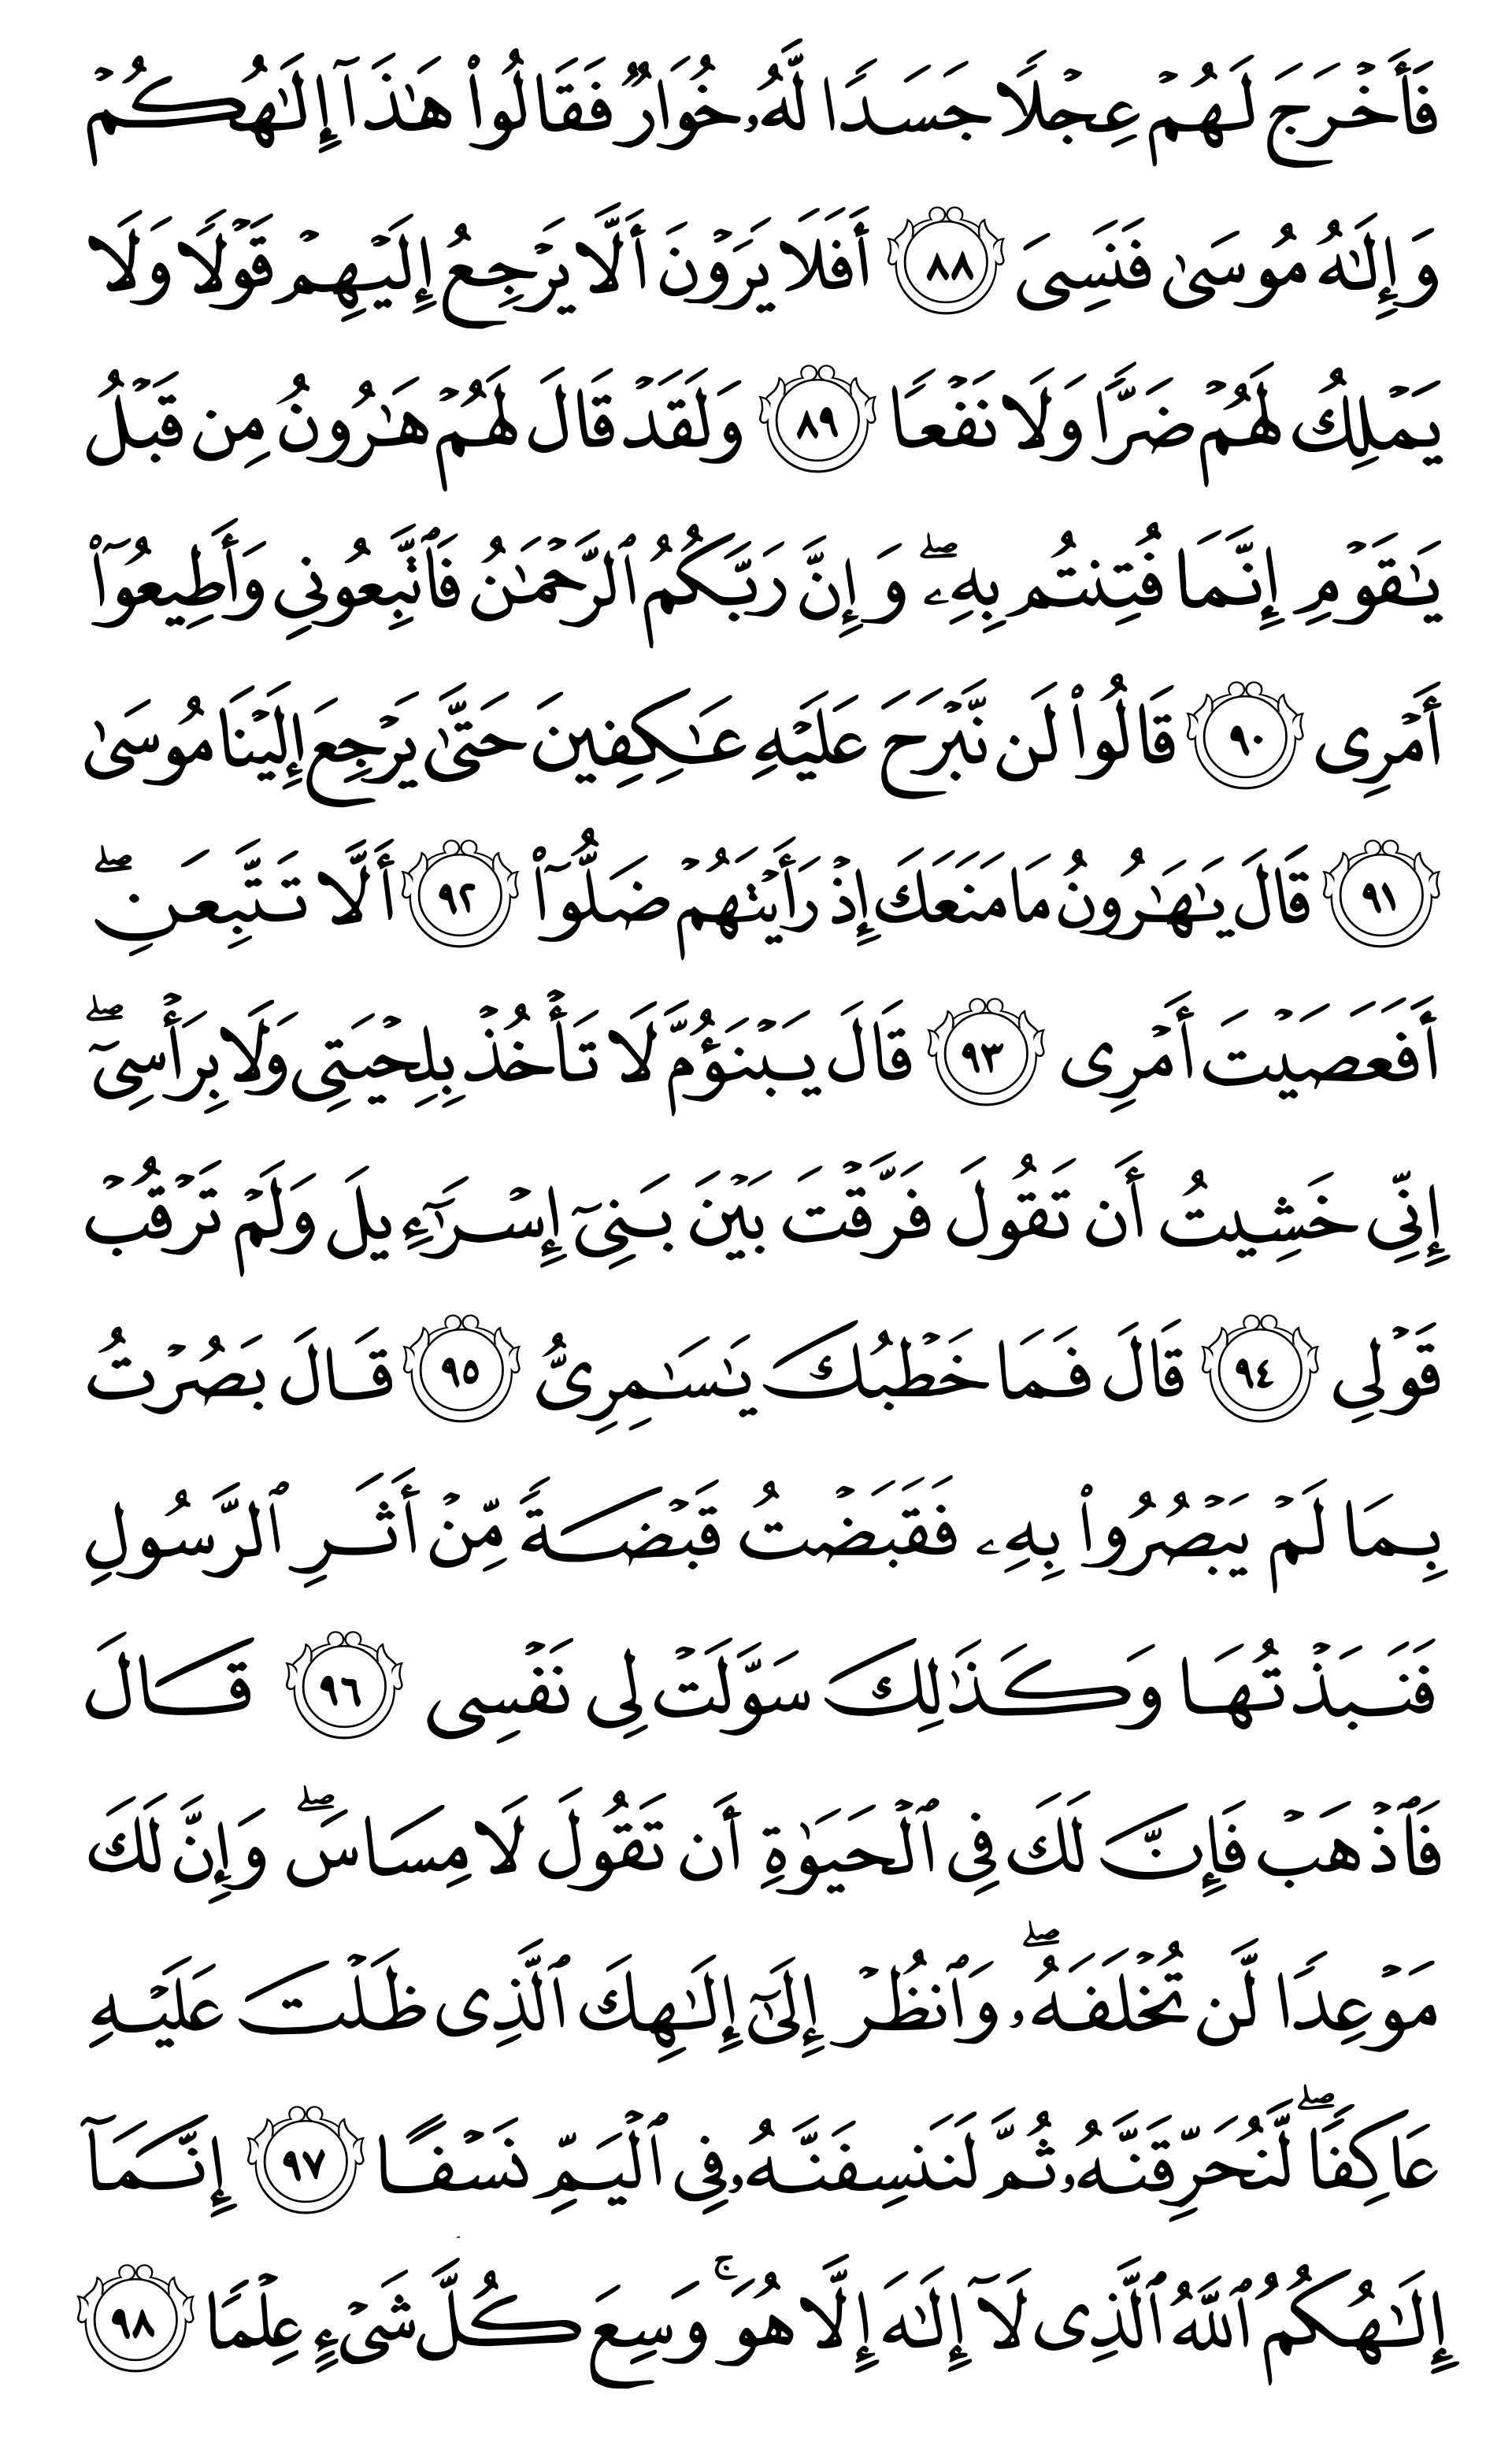 فَأَخْرَجَ لَهُمْ عِجْلًا جَسَدًا لَّهُۥ خُوَارٌ فَقَالُوا۟ هَٰذَآ إِلَٰهُكُمْ
وَإِلَٰهُ مُوسَىٰ فَنَسِىَ ٨٨ أَفَلَا يَرَوْنَ أَلَّا يَرْجِعُ إِلَيْهِمْ قَوْلًا وَلَا
يَمْلِكُ لَهُمْ ضَرًّا وَلَا نَفْعًا ٨٩ وَلَقَدْ قَالَ لَهُمْ هَٰرُونُ مِن قَبْلُ
يَٰقَوْمِ إِنَّمَا فُتِنتُم بِهِۦ ۖ وَإِنَّ رَبَّكُمُ ٱلرَّحْمَٰنُ فَٱتَّبِعُونِى وَأَطِيعُوٓا۟
أَمْرِى ٩٠ قَالُوا۟ لَن نَّبْرَحَ عَلَيْهِ عَٰكِفِينَ حَتَّىٰ يَرْجِعَ إِلَيْنَا مُوسَىٰ
٩١ قَالَ يَٰهَٰرُونُ مَا مَنَعَكَ إِذْ رَأَيْتَهُمْ ضَلُّوٓا۟ ٩٢ أَلَّا تَتَّبِعَنِ ۖ
أَفَعَصَيْتَ أَمْرِى ٩٣ قَالَ يَبْنَؤُمَّ لَا تَأْخُذْ بِلِحْيَتِى وَلَا بِرَأْسِىٓ ۖ
إِنِّى خَشِيتُ أَن تَقُولَ فَرَّقْتَ بَيْنَ بَنِىٓ إِسْرَٰٓءِيلَ وَلَمْ تَرْقُبْ
قَوْلِى ٩٤ قَالَ فَمَا خَطْبُكَ يَٰسَٰمِرِىُّ ٩٥ قَالَ بَصُرْتُ
بِمَا لَمْ يَبْصُرُوا۟ بِهِۦ فَقَبَضْتُ قَبْضَةً مِّنْ أَثَرِ ٱلرَّسُولِ
فَنَبَذْتُهَا وَكَذَٰلِكَ سَوَّلَتْ لِى نَفْسِى ٩٦ قَالَ
فَٱذْهَبْ فَإِنَّ لَكَ فِى ٱلْحَيَوٰةِ أَن تَقُولَ لَا مِسَاسَ ۖ وَإِنَّ لَكَ
مَوْعِدًا لَّن تُخْلَفَهُۥ ۖ وَٱنظُرْ إِلَىٰٓ إِلَٰهِكَ ٱلَّذِى ظَلْتَ عَلَيْهِ
عَاكِفًا ۖ لَّنُحَرِّقَنَّهُۥ ثُمَّ لَنَنسِفَنَّهُۥ فِى ٱلْيَمِّ نَسْفًا ٩٧ إِنَّمَآ
إِلَٰهُكُمُ ٱللَّهُ ٱلَّذِى لَآ إِلَٰهَ إِلَّا هُوَ ۚ وَسِعَ كُلَّ شَىْءٍ عِلْمًا ٩٨